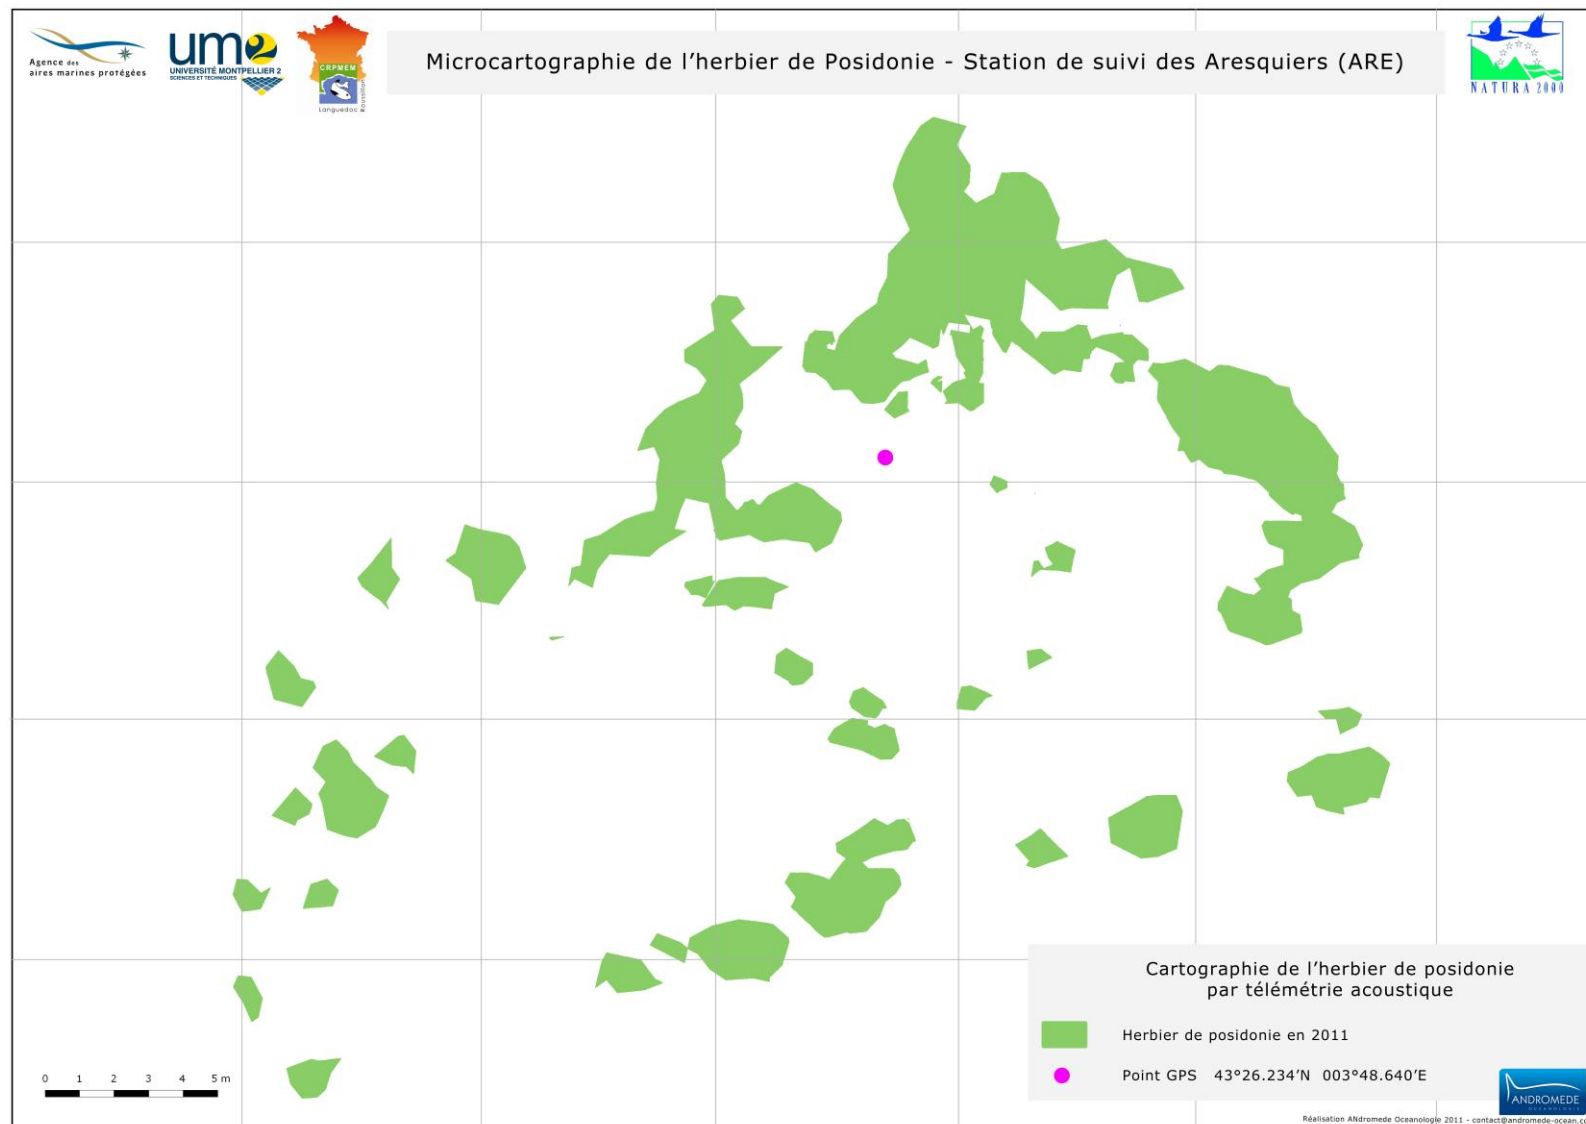 Agence des
aires marines protégées
um2
UNIVERSITÉ MONTPELLIER 2
SCIENCES ET TECHNIQUES
CRPMEM
Languedoc
Roussillon
Microcartographie de l'herbier de Posidonie - Station de suivi des Aresquiers (ARE)
NATURA 2000
Cartographie de l'herbier de posidonie
par télémétrie acoustique
Herbier de posidonie en 2011
Point GPS 43°26.234'N 003°48.640'E
0 1 2 3 4 5 m
ANDROMEDE
OCEANOLOGIE
Réalisation ANdromede Oceanologie 2011 - contact@andromede-ocean.co